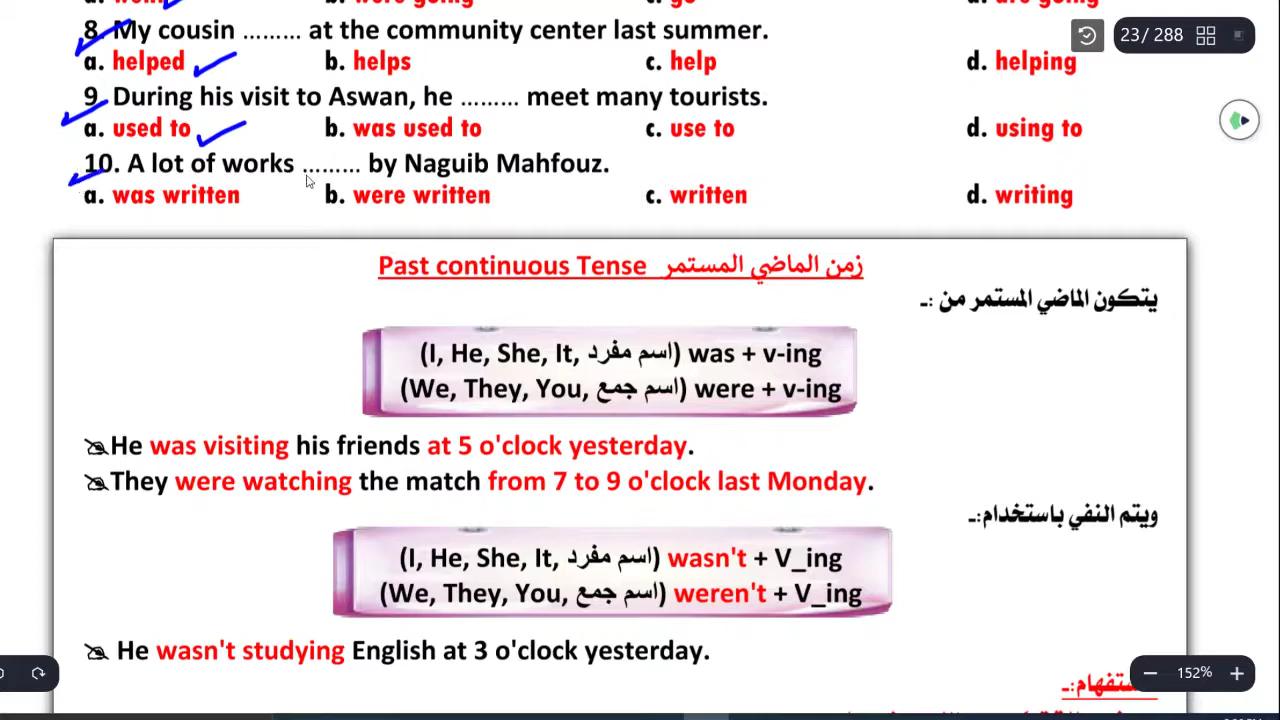 8. My cousin ......... at the community center last summer.
a. helped b. helps c. help d. helping
9. During his visit to Aswan, he ......... meet many tourists.
a. used to b. was used to c. use to d. using to
10. A lot of works ......... by Naguib Mahfouz.
a. was written b. were written c. written d. writing
Past continuous Tense زمن الماضي المستمر
يتكون الماضي المستمر من :ـ
(I, He, She, It, اسم مفرد) was + v-ing
(We, They, You, اسم جمع) were + v-ing
He was visiting his friends at 5 o'clock yesterday.
They were watching the match from 7 to 9 o'clock last Monday.
ويتم النفي باستخدام:ـ
(I, He, She, It, اسم مفرد) wasn't + V_ing
(We, They, You, اسم جمع) weren't + V_ing
He wasn't studying English at 3 o'clock yesterday.
23 / 288
152%